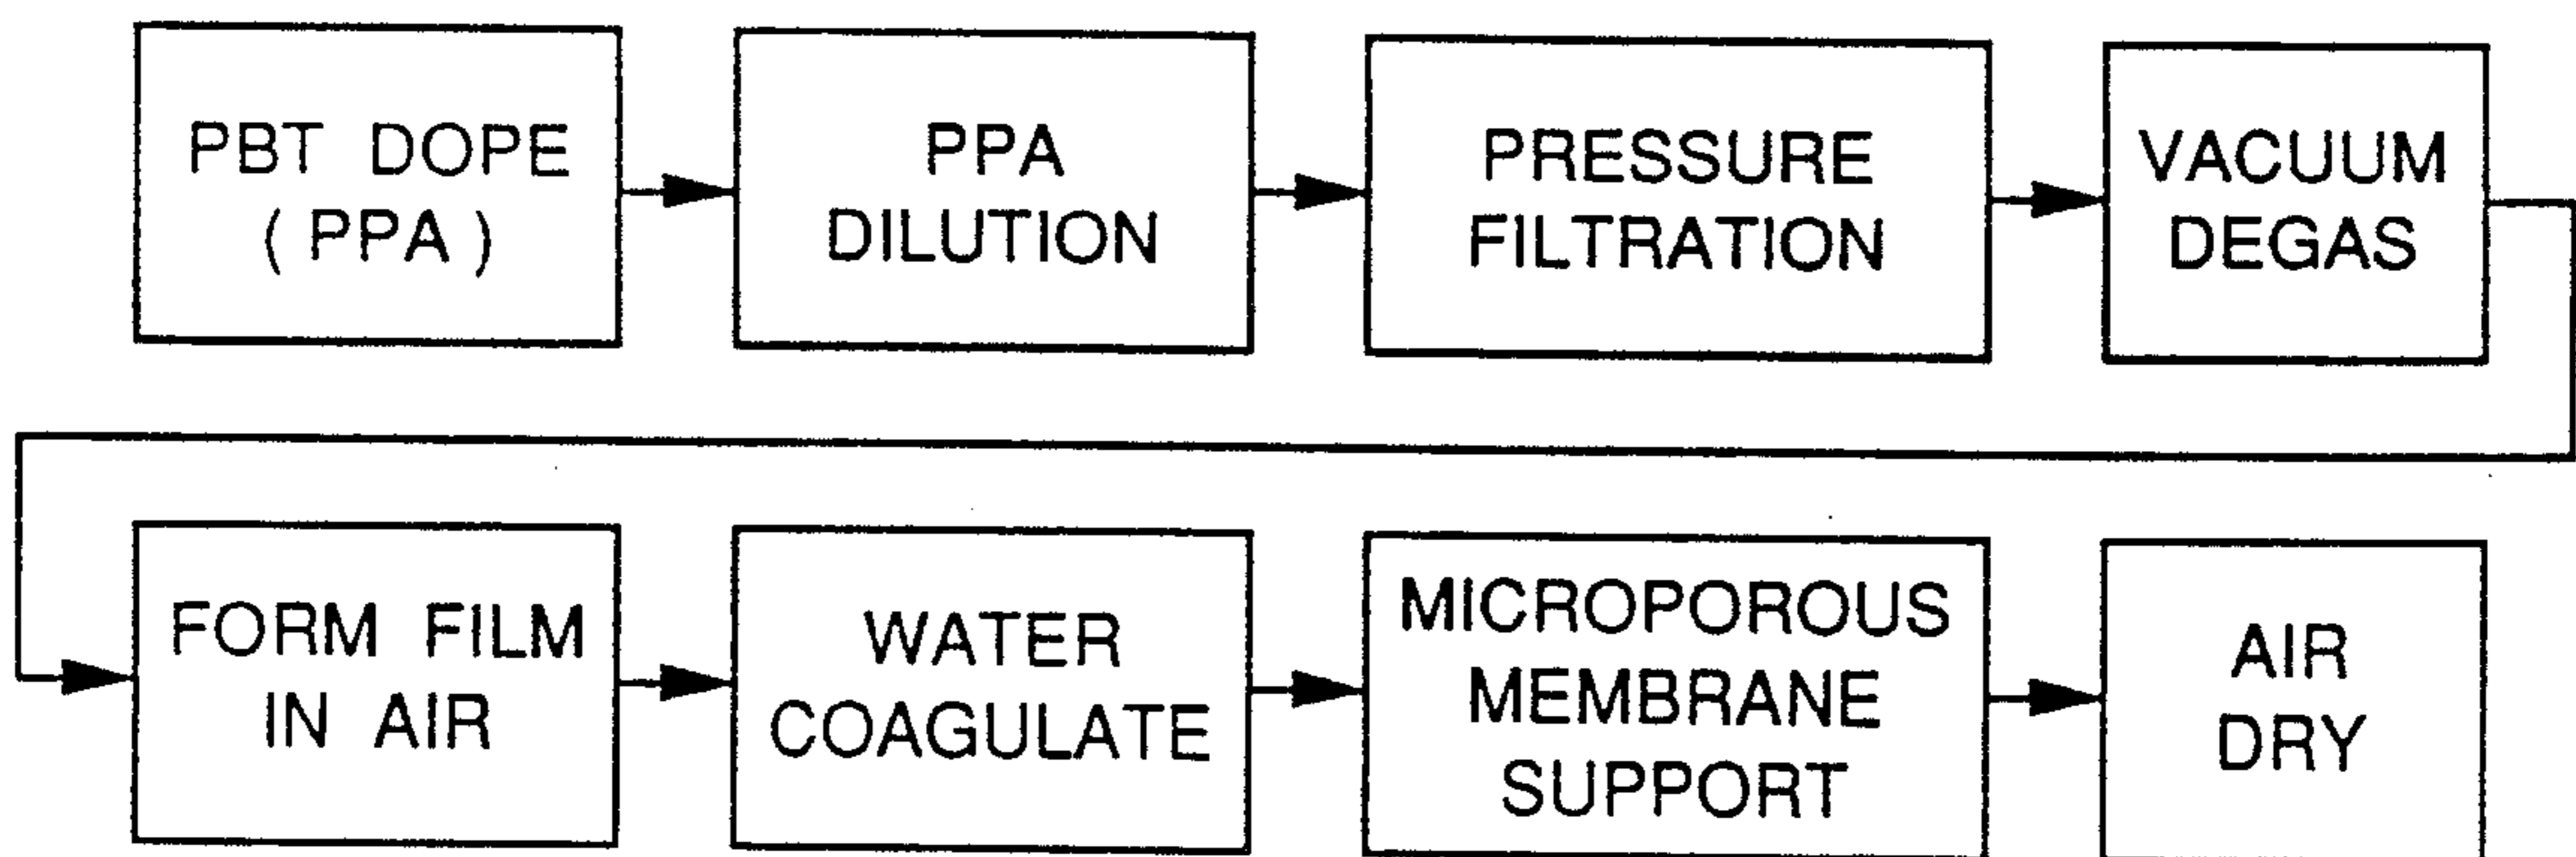 PBT DOPE
( PPA )
PPA
DILUTION
PRESSURE
FILTRATION
VACUUM
DEGAS
FORM FILM
IN AIR
WATER
COAGULATE
MICROPOROUS
MEMBRANE
SUPPORT
AIR
DRY